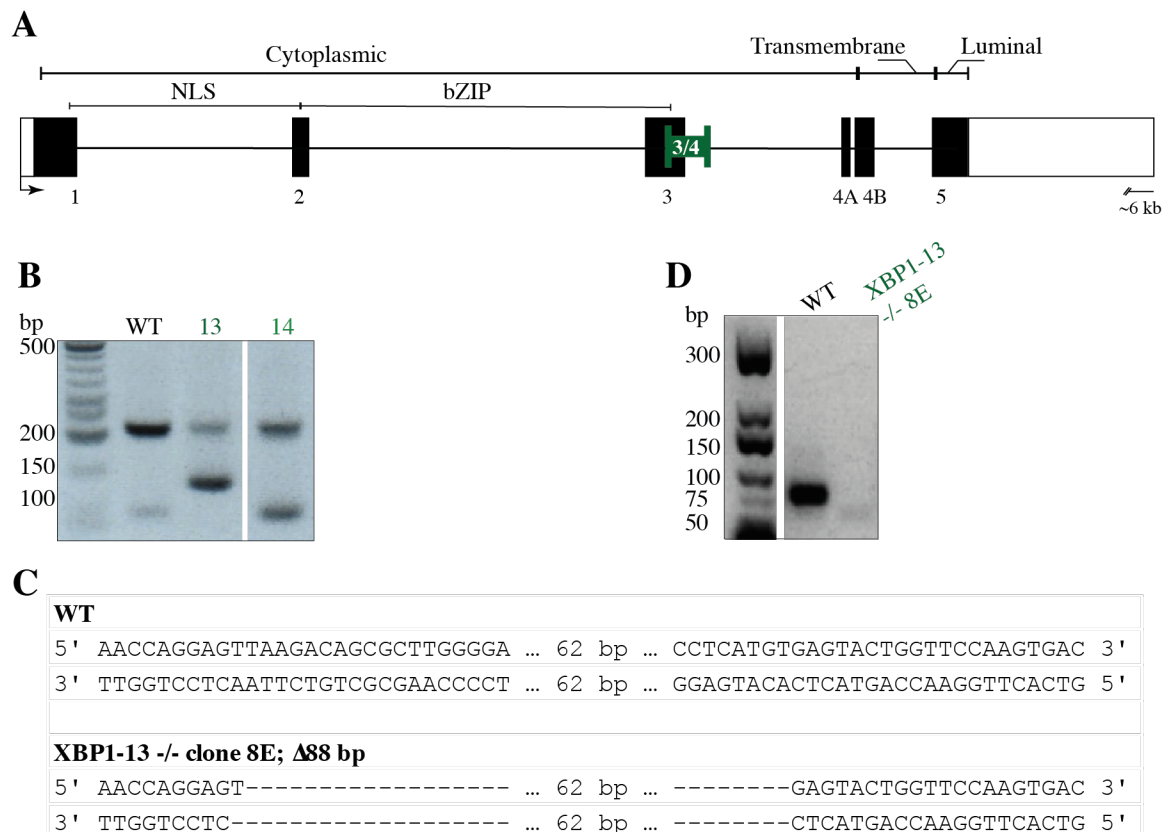 A
Cytoplasmic
Transmembrane
Luminal
NLS
bZIP
3/4
1
2
3
4A
4B
5
~6 kb
B
bp
WT
13
14
500
200
150
100
D
bp
WT
XBP1-13
-/- 8E
300
200
150
100
75
50
C
WT
5' AACCAGGAGTTAAGACAGCGCTTGGGGA … 62 bp … CCTCATGTGAGTACTGGTTCCAAGTGAC 3'
3' TTGGTCCTCAATTCTGTCGCGAACCCCT … 62 bp … GGAGTACACTCATGACCAAGGTTCACTG 5'
XBP1-13 -/- clone 8E; Δ88 bp
5' AACCAGGAGT------------------ … 62 bp … --------GAGTACTGGTTCCAAGTGAC 3'
3' TTGGTCCTC------------------- … 62 bp … --------CTCATGACCAAGGTTCACTG 5'